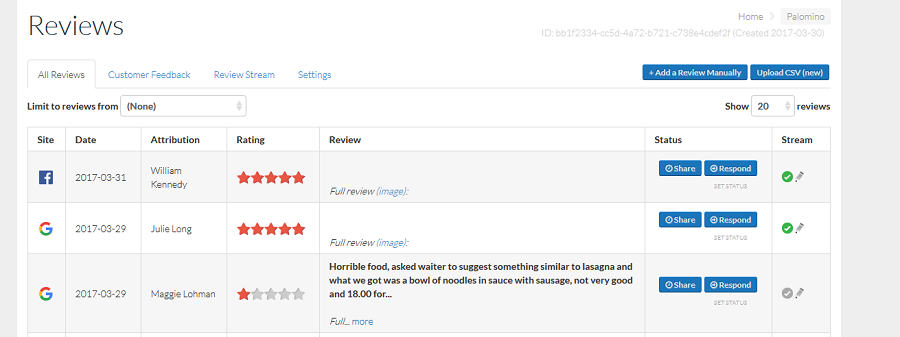 Reviews
Home > Palomino
ID: bb1f2334-cc5d-4a72-b721-c738e4cdef2f (Created 2017-03-30)
All Reviews Customer Feedback Review Stream Settings
+ Add a Review Manually Upload CSV (new)
Limit to reviews from (None)
Show 20 reviews
Site Date Attribution Rating Review Status Stream
2017-03-31
William
Kennedy
Full review (image):
Share Respond
SET STATUS
2017-03-29
Julie Long
Full review (image):
Share Respond
SET STATUS
2017-03-29
Maggie Lohman
Horrible food, asked waiter to suggest something similar to lasagna and
what we got was a bowl of noodles in sauce with sausage, not very good
and 18.00 for...
Full... more
Share Respond
SET STATUS